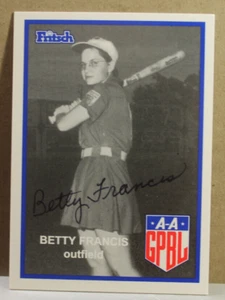 Fritsch
Betty Francis
BETTY FRANCIS
outfield
A-A
GPBL